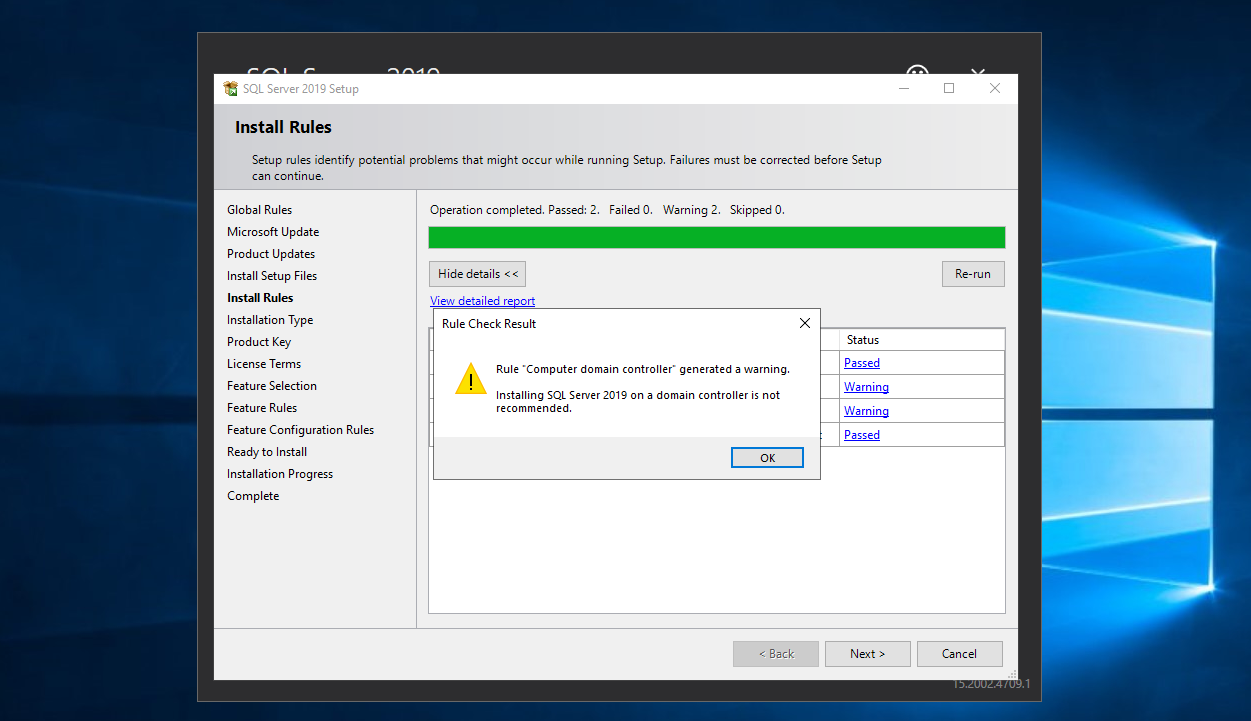 SQL Server 2019
SQL Server 2019 Setup
Install Rules
Setup rules identify potential problems that might occur while running Setup. Failures must be corrected before Setup
can continue.
Global Rules
Microsoft Update
Product Updates
Install Setup Files
Install Rules
Installation Type
Product Key
License Terms
Feature Selection
Feature Rules
Feature Configuration Rules
Ready to Install
Installation Progress
Complete
Operation completed. Passed: 2. Failed 0. Warning 2. Skipped 0.
Hide details <<
Re-run
View detailed report
Status
Passed
Warning
Warning
Passed
Rule Check Result
Rule "Computer domain controller" generated a warning.
Installing SQL Server 2019 on a domain controller is not
recommended.
OK
< Back
Next >
Cancel
15.2002.4709.1